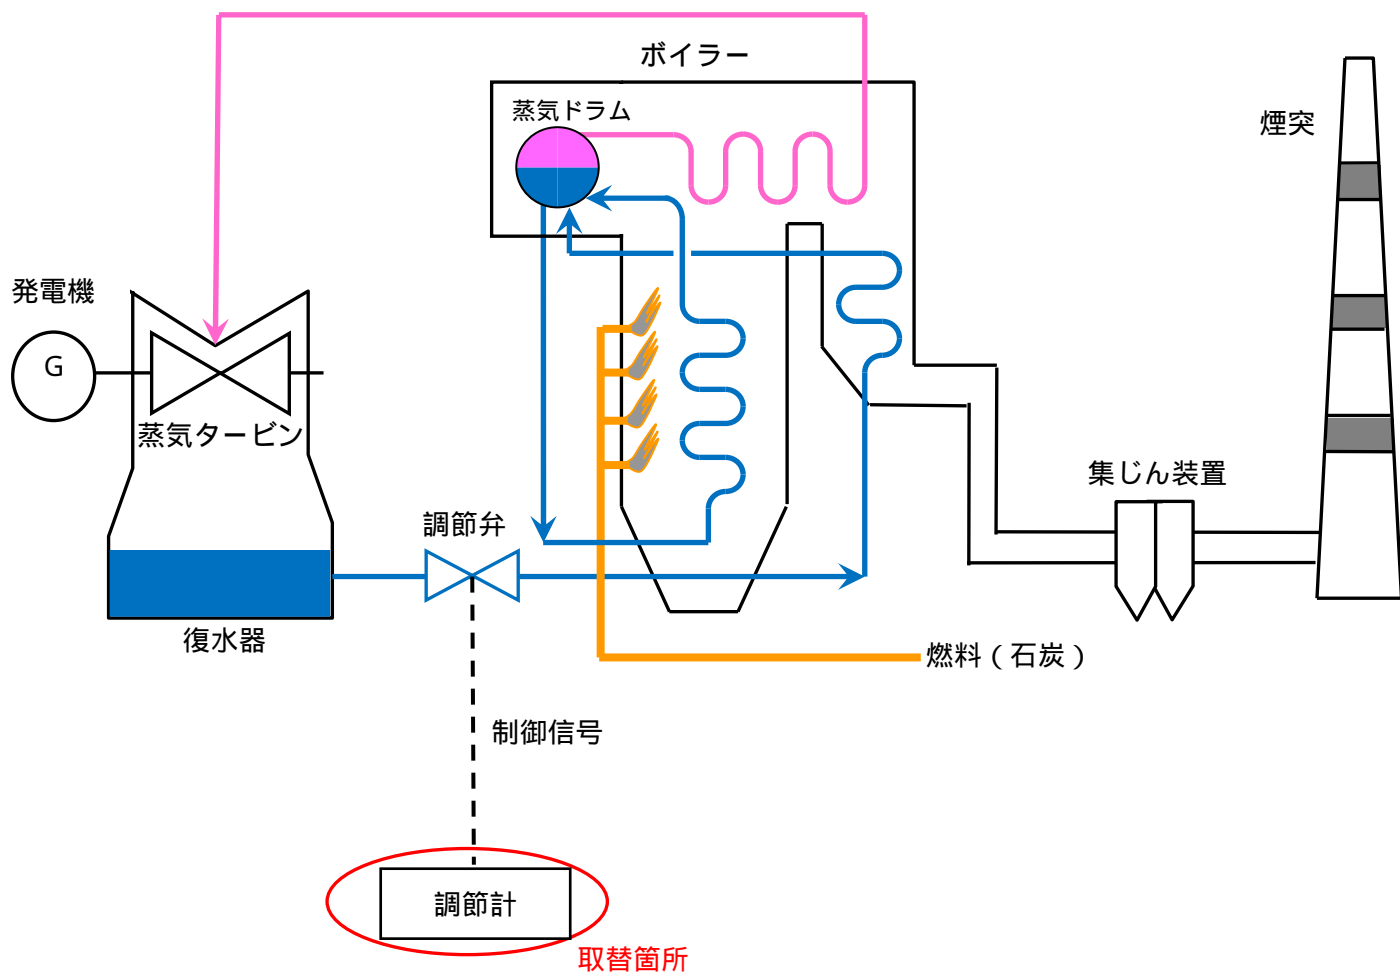 ボイラー
蒸気ドラム
煙突
発電機
G
蒸気タービン
集じん装置
調節弁
復水器
燃料（石炭）
制御信号
調節計
取替箇所